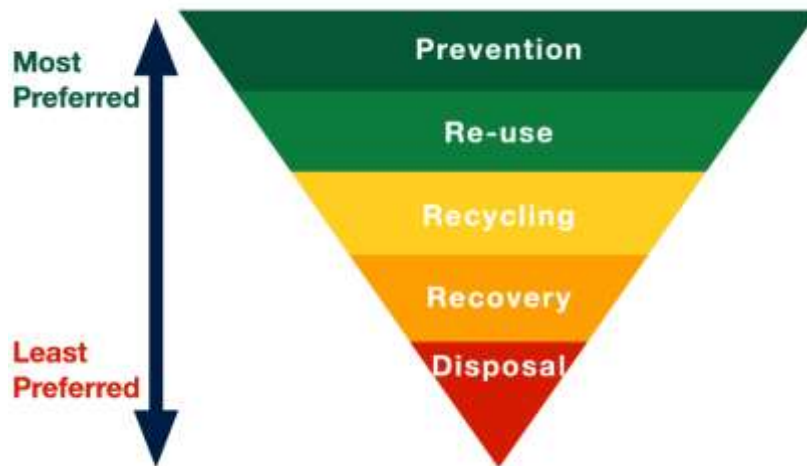 Most
Preferred
Prevention
Re-use
Recycling
Recovery
Disposal
Least
Preferred